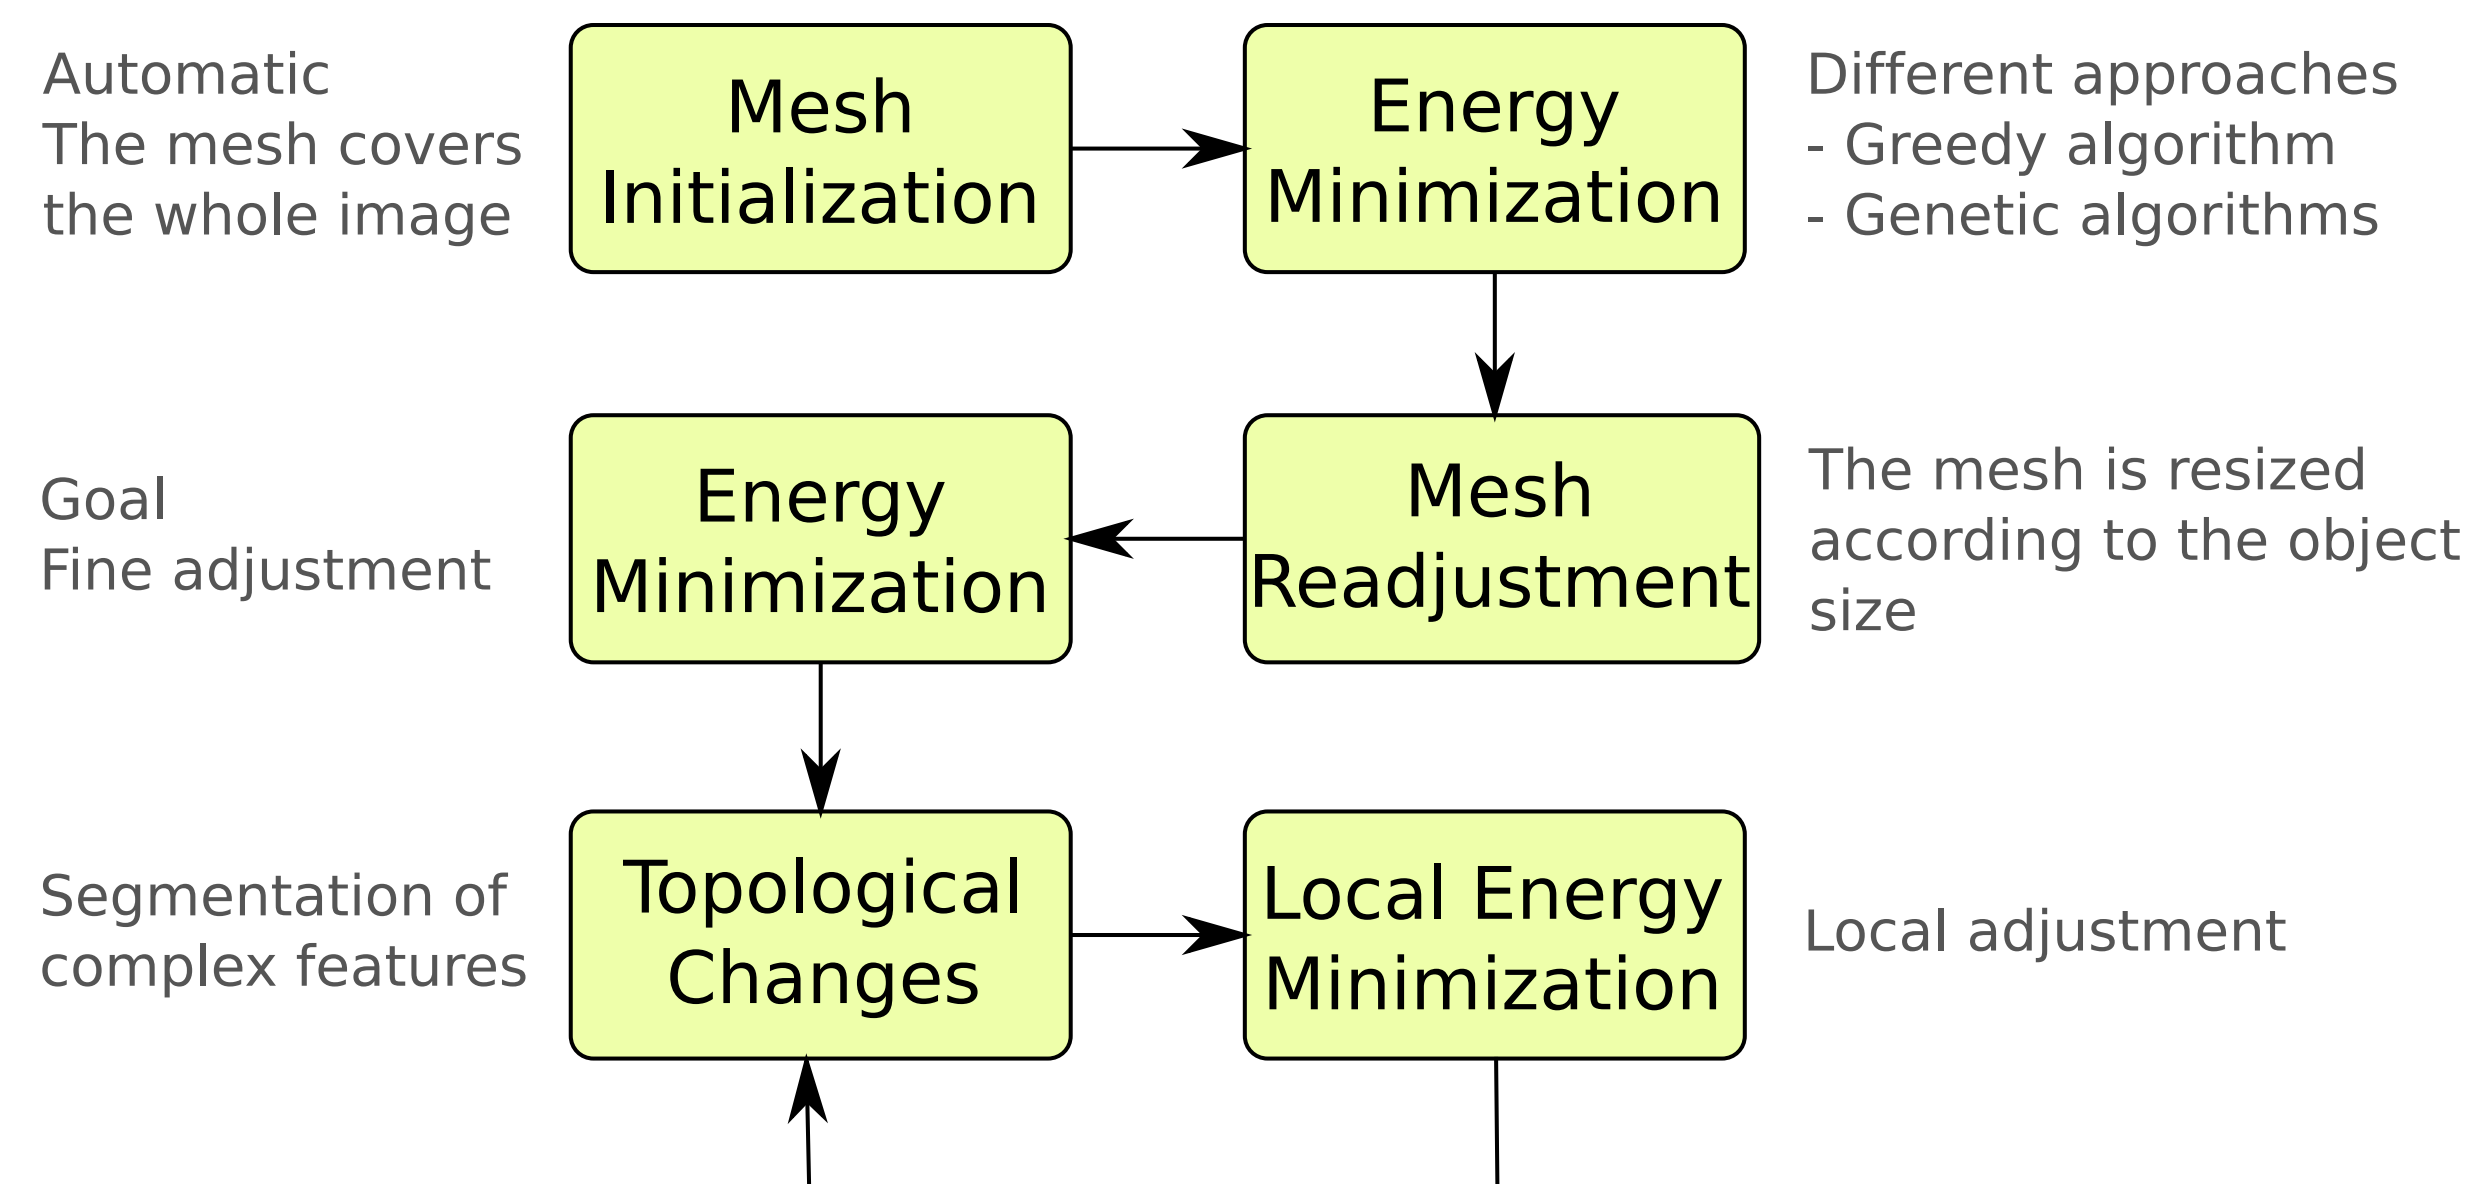 Automatic
The mesh covers
the whole image
Mesh
Initialization
Energy
Minimization
Different approaches
- Greedy algorithm
- Genetic algorithms
Goal
Fine adjustment
Energy
Minimization
Mesh
Readjustment
The mesh is resized
according to the object
size
Segmentation of
complex features
Topological
Changes
Local Energy
Minimization
Local adjustment